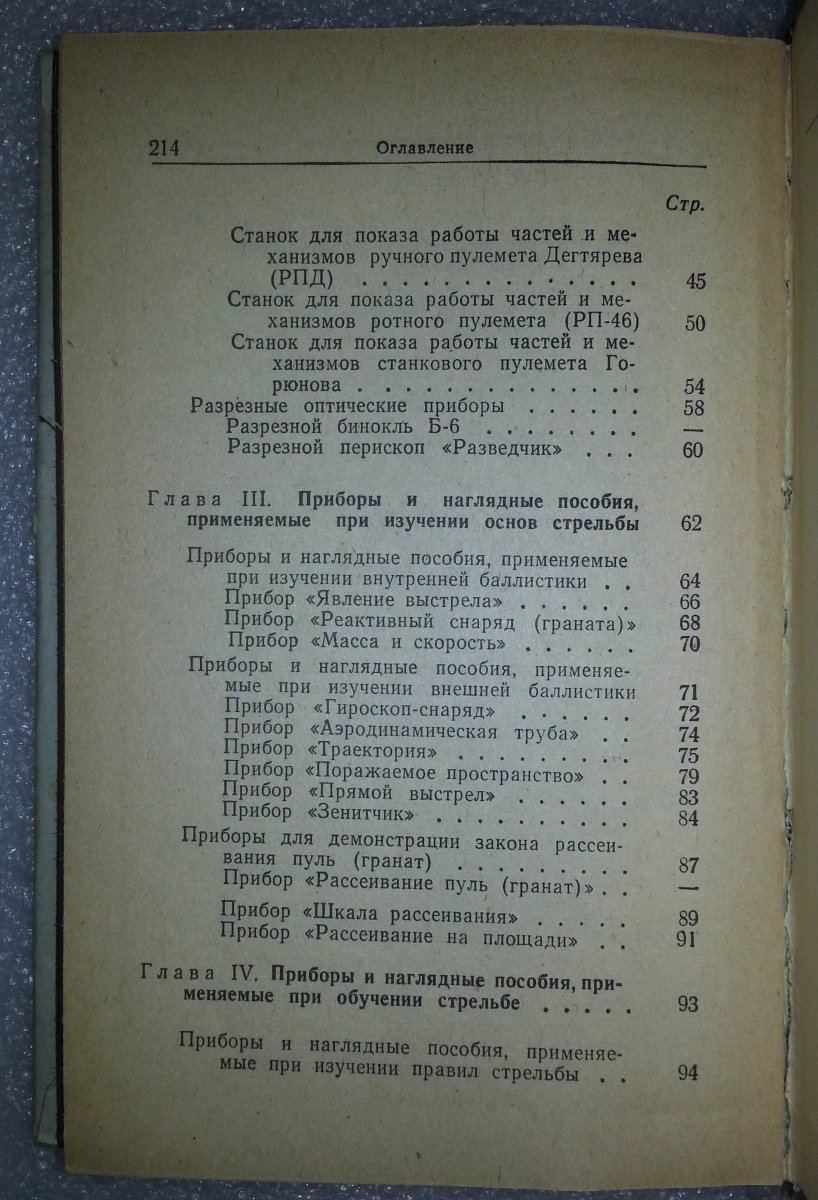 214 Оглавление
Стр.
Станок для показа работы частей и ме-
ханизмов ручного пулемета Дегтярева
(РПД) . . . . . . . . . . . . . . 45
Станок для показа работы частей и ме-
ханизмов ротного пулемета (РП-46) 50
Станок для показа работы частей и ме-
ханизмов станкового пулемета Го-
рюнова . . . . . . . . . . . . . . 54
Разрезные оптические приборы . . . . . . 58
Разрезной бинокль Б-6 . . . . . . . . —
Разрезной перископ «Разведчик» . . . 60
Глава III. Приборы и наглядные пособия,
применяемые при изучении основ стрельбы 62
Приборы и наглядные пособия, применяемые
при изучении внутренней баллистики . . 64
Прибор «Явление выстрела» . . . . . . 66
Прибор «Реактивный снаряд (граната)» 68
Прибор «Масса и скорость» . . . . . . 70
Приборы и наглядные пособия, применяе-
мые при изучении внешней баллистики 71
Прибор «Гироскоп-снаряд» . . . . . . 72
Прибор «Аэродинамическая труба» . . 74
Прибор «Траектория» . . . . . . . . . 75
Прибор «Поражаемое пространство» . . 79
Прибор «Прямой выстрел» . . . . . . 83
Прибор «Зенитчик» . . . . . . . . . . 84
Приборы для демонстрации закона рассеи-
вания пуль (гранат) . . . . . . . . . 87
Прибор «Рассеивание пуль (гранат)» . . —
Прибор «Шкала рассеивания» . . . . . 89
Прибор «Рассеивание на площади» . . 91
Глава IV. Приборы и наглядные пособия, при-
меняемые при обучении стрельбе . . . . . 93
Приборы и наглядные пособия, применяе-
мые при изучении правил стрельбы . . 94